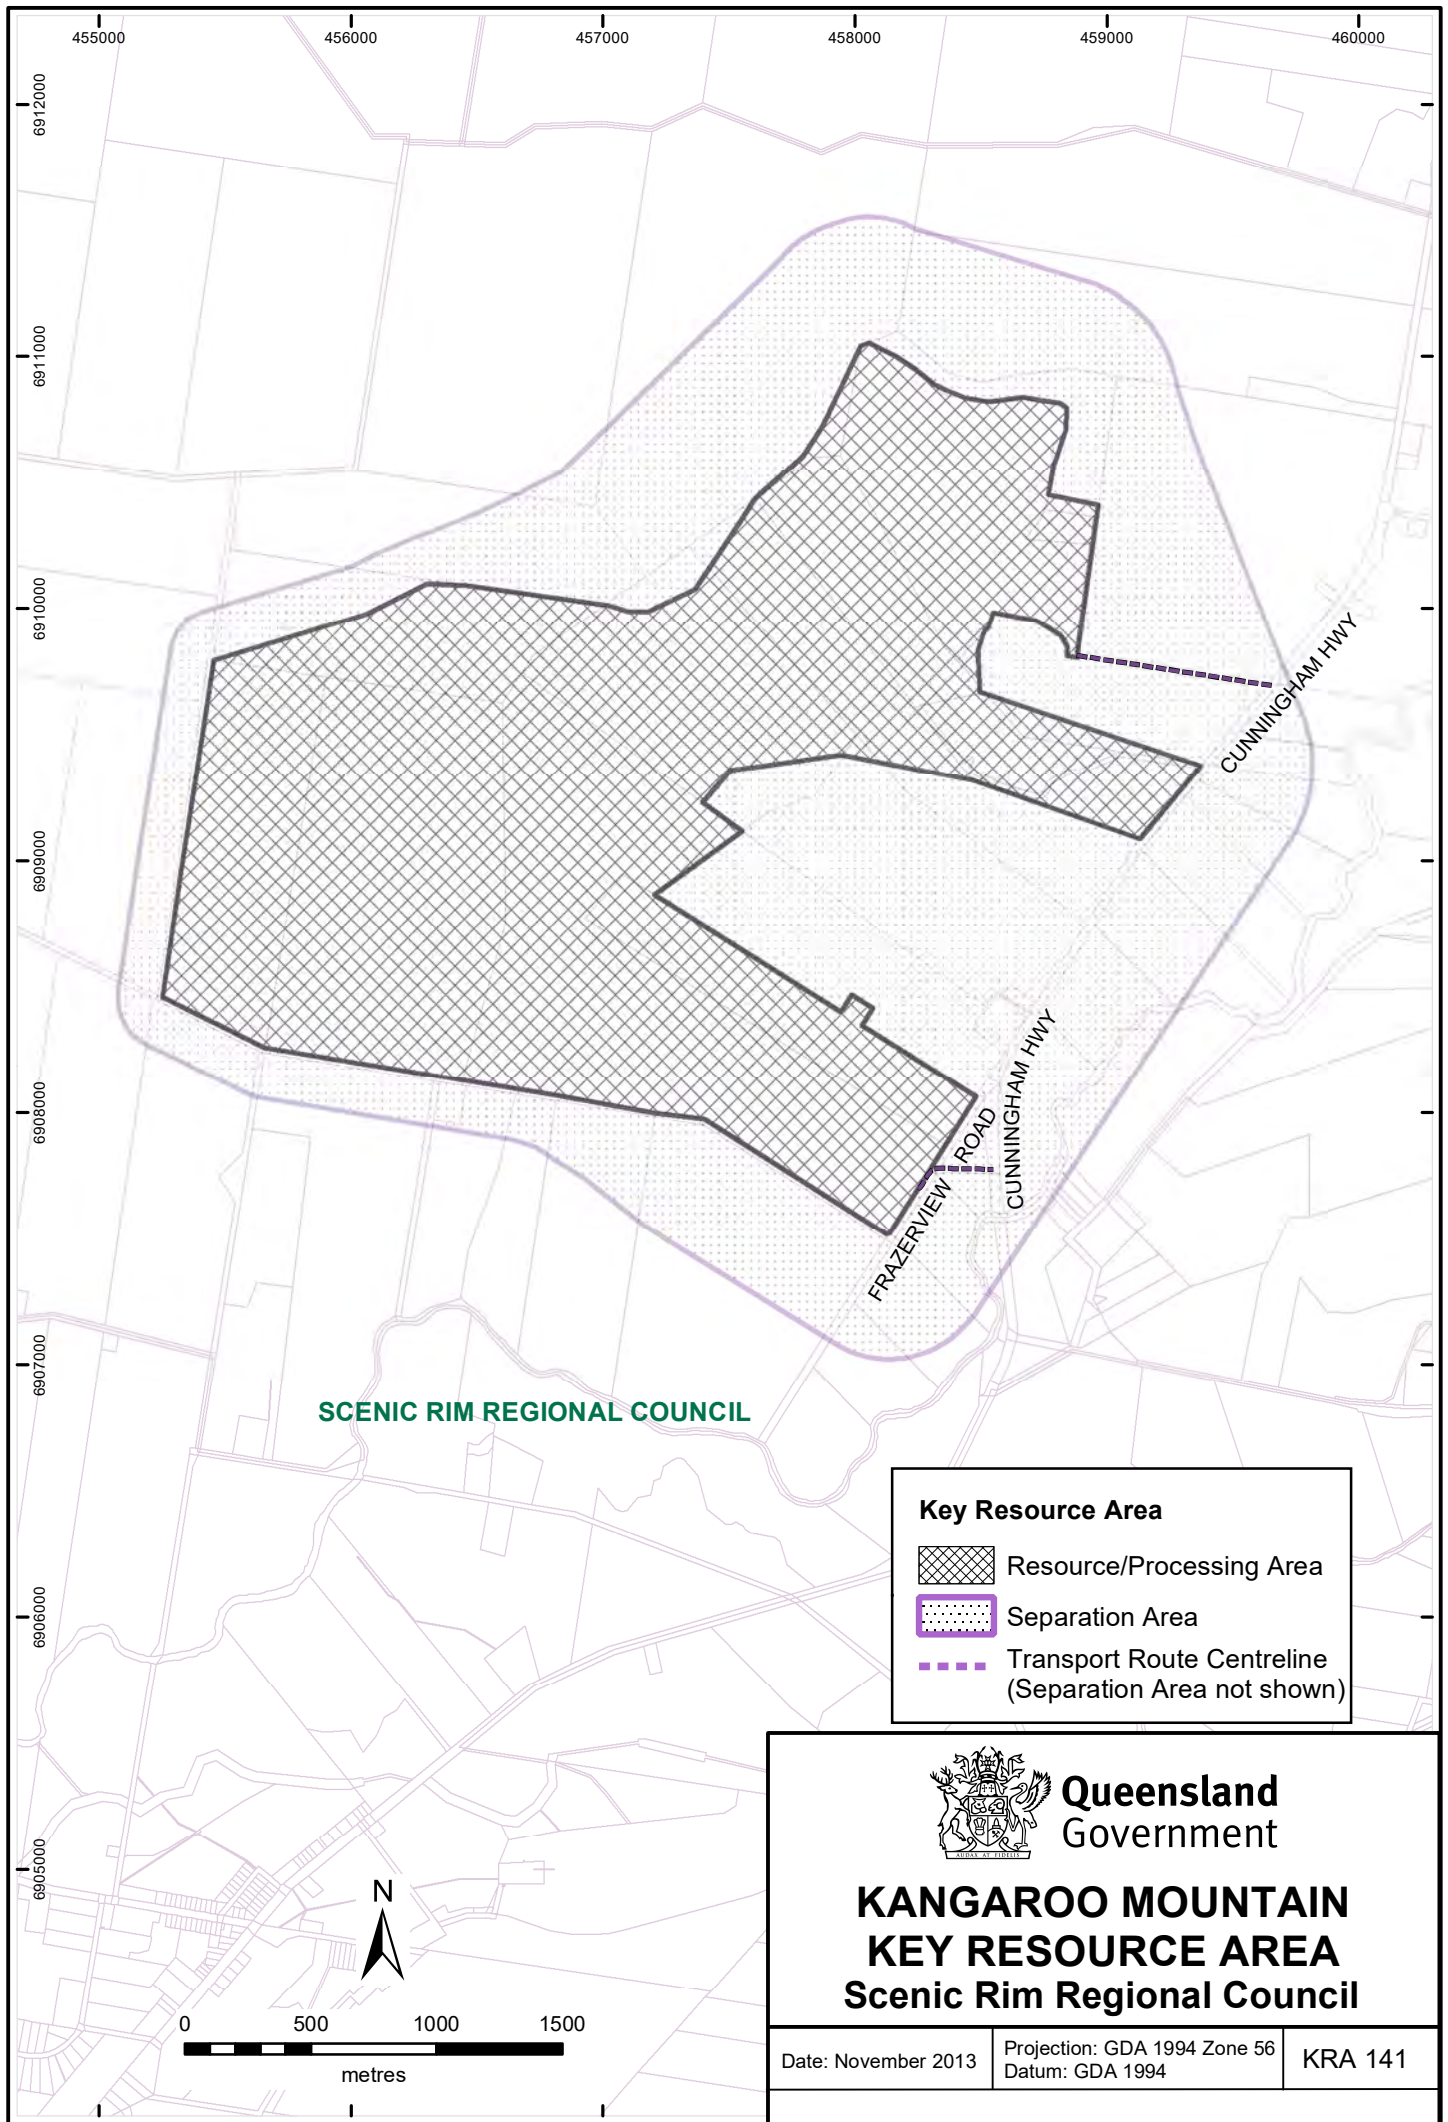 455000
456000
457000
458000
459000
460000
6912000
6911000
6910000
6909000
6908000
6907000
6906000
6905000
CUNNINGHAM HWY
CUNNINGHAM HWY
FRAZERVIEW ROAD
SCENIC RIM REGIONAL COUNCIL
Key Resource Area
Resource/Processing Area
Separation Area
Transport Route Centreline
(Separation Area not shown)
N
0 500 1000 1500
metres
AUDAX AT FIDELIS
Queensland
Government
KANGAROO MOUNTAIN
KEY RESOURCE AREA
Scenic Rim Regional Council
Date: November 2013
Projection: GDA 1994 Zone 56
Datum: GDA 1994
KRA 141